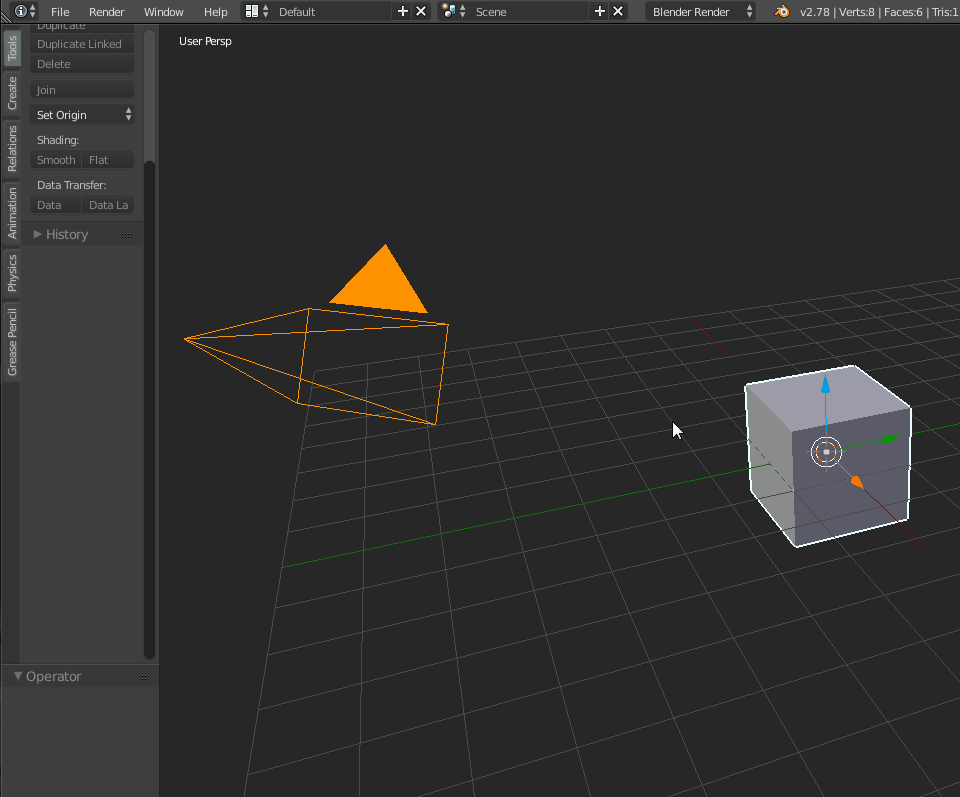 File Render Window Help Default Scene Blender Render v2.78 | Verts:8 | Faces:6 | Tris:1
User Persp
Tools
Create
Relations
Animation
Physics
Grease Pencil
Duplicate
Duplicate Linked
Delete
Join
Set Origin
Shading:
Smooth Flat
Data Transfer:
Data Data La
History
Operator